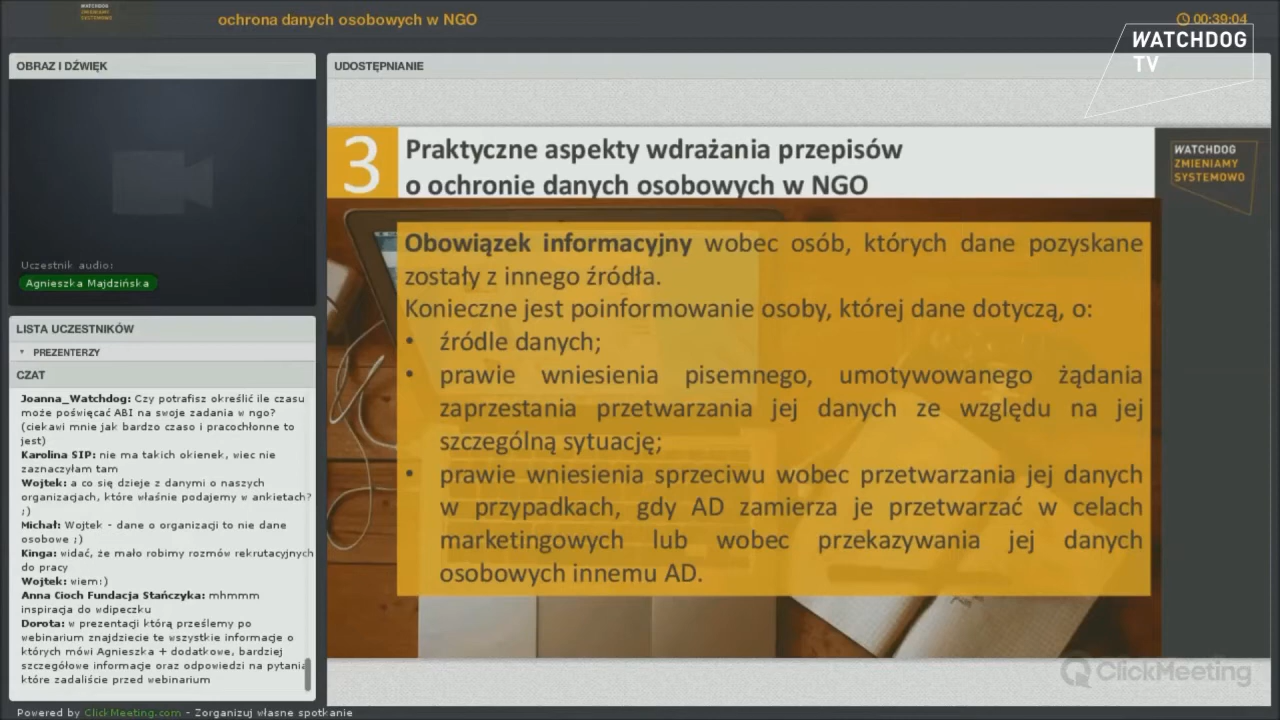 WATCHDOG
ZMIENIAMY
SYSTEMOWO
ochrona danych osobowych w NGO
00:39:04
WATCHDOG
TV
OBRAZ I DŹWIĘK
Uczestnik audio:
Agnieszka Majdzińska
LISTA UCZESTNIKÓW
PREZENTERZY
CZAT
Joanna_Watchdog: Czy potrafisz określić ile czasu
może poświęcać ABI na swoje zadania w ngo?
(ciekawi mnie jak bardzo czaso i pracochłonne to
jest)
Karolina SIP: nie ma takich okienek, wiec nie
zaznaczyłam tam
Wojtek: a co się dzieje z danymi o naszych
organizacjach, które właśnie podajemy w ankietach?
;)
Michał: Wojtek - dane o organizacji to nie dane
osobowe ;)
Kinga: widać, że mało robimy rozmów rekrutacyjnych
do pracy
Wojtek: wiem:)
Anna Cioch Fundacja Stańczyka: mhmmm
inspiracja do wdipeczku
Dorota: w prezentacji którą prześlemy po
webinarium znajdziecie te wszystkie informacje o
których mówi Agnieszka + dodatkowe, bardziej
szczegółowe informacje oraz odpowiedzi na pytania
które zadaliście przed webinarium
UDOSTĘPNIANIE
3
Praktyczne aspekty wdrażania przepisów
o ochronie danych osobowych w NGO
WATCHDOG
ZMIENIAMY
SYSTEMOWO
Obowiązek informacyjny wobec osób, których dane pozyskane
zostały z innego źródła.
Konieczne jest poinformowanie osoby, której dane dotyczą, o:
• źródle danych;
• prawie wniesienia pisemnego, umotywowanego żądania
zaprzestania przetwarzania jej danych ze względu na jej
szczególną sytuację;
• prawie wniesienia sprzeciwu wobec przetwarzania jej danych
w przypadkach, gdy AD zamierza je przetwarzać w celach
marketingowych lub wobec przekazywania jej danych
osobowych innemu AD.
ClickMeeting
Powered by ClickMeeting.com - Zorganizuj własne spotkanie